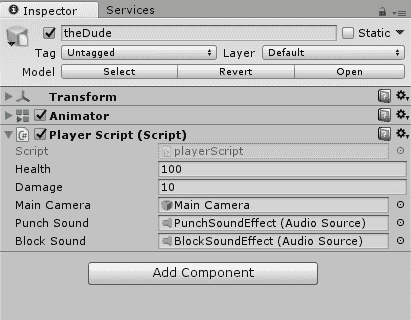 Inspector
Services
theDude
Static
Tag Untagged Layer Default
Model Select Revert Open
Transform
Animator
Player Script (Script)
Script playerScript
Health 100
Damage 10
Main Camera Main Camera
Punch Sound PunchSoundEffect (Audio Source)
Block Sound BlockSoundEffect (Audio Source)
Add Component